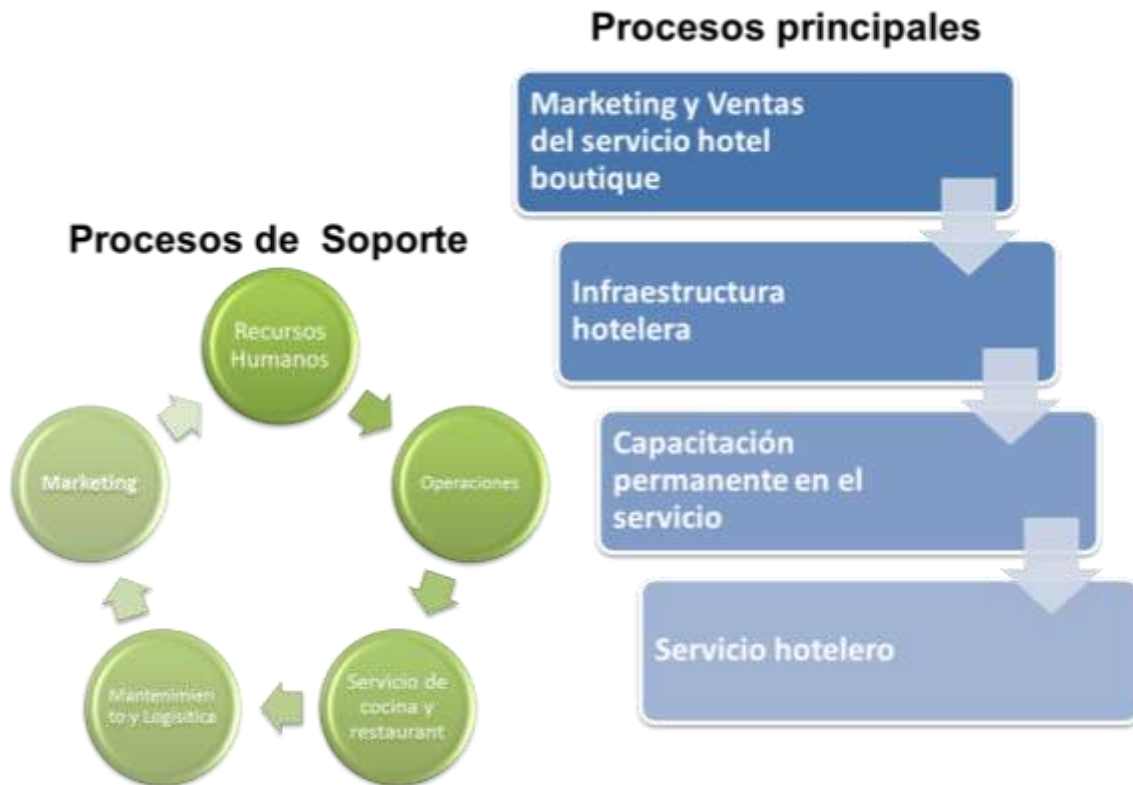 Procesos principales
Marketing y Ventas
del servicio hotel
boutique
Infraestructura
hotelera
Capacitación
permanente en el
servicio
Servicio hotelero
Procesos de Soporte
Recursos
Humanos
Operaciones
Servicio de
cocina y
restaurant
Mantenimien
to y Logisitica
Marketing